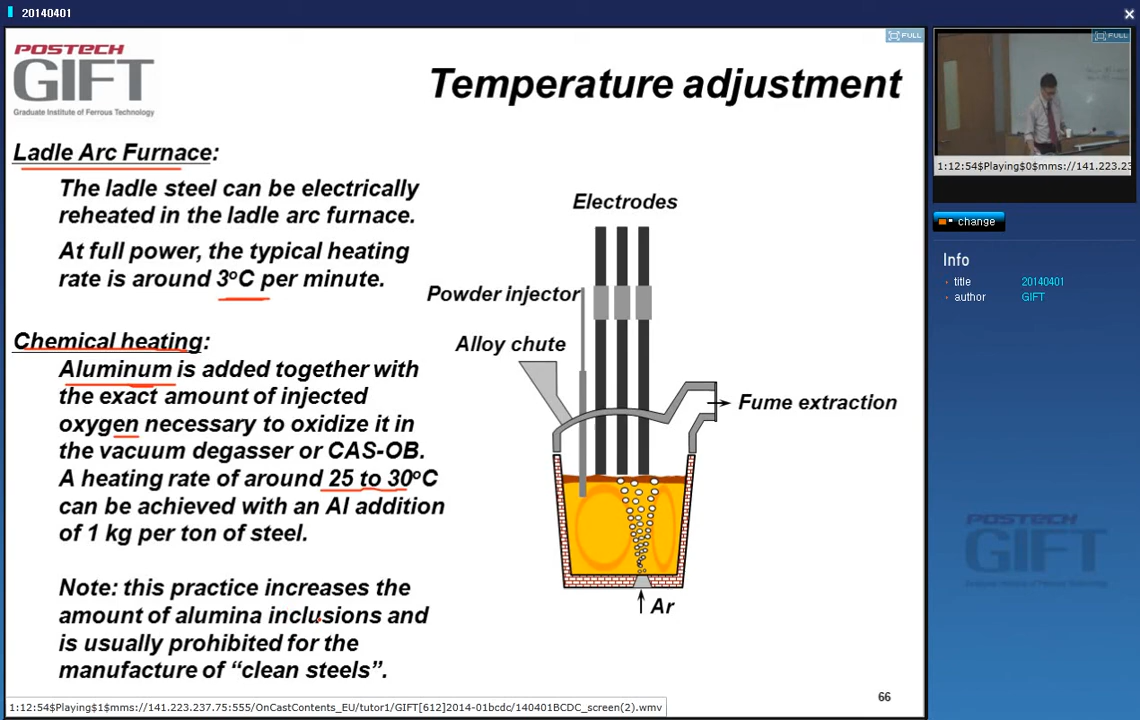 20140401
POSTECH
GIFT
Graduate Institute of Ferrous Technology
Temperature adjustment
FULL
Ladle Arc Furnace:
The ladle steel can be electrically
reheated in the ladle arc furnace.
At full power, the typical heating
rate is around 3oC per minute.
Chemical heating:
Aluminum is added together with
the exact amount of injected
oxygen necessary to oxidize it in
the vacuum degasser or CAS-OB.
A heating rate of around 25 to 30oC
can be achieved with an Al addition
of 1 kg per ton of steel.
Note: this practice increases the
amount of alumina inclusions and
is usually prohibited for the
manufacture of “clean steels”.
Electrodes
Powder injector
Alloy chute
Fume extraction
Ar
66
1:12:54$Playing$1$mms://141.223.237.75:555/OnCastContents_EU/tutor1/GIFT[612]2014-01bcdc/140401BCDC_screen(2).wmv
FULL
1:12:54$Playing$0$mms://141.223.23
change
Info
title 20140401
author GIFT
POSTECH
GIFT